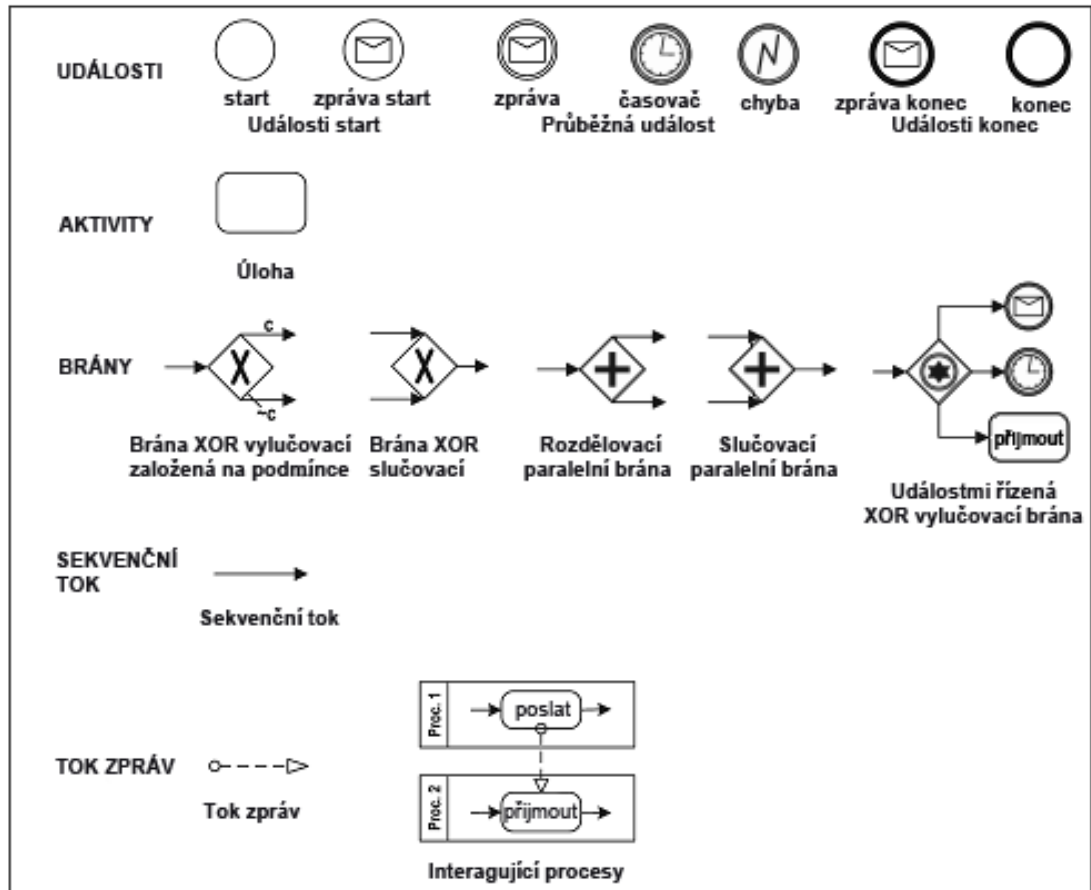 UDÁLOSTI
start
zpráva start
zpráva
časovač
chyba
zpráva konec
konec
Události start
Průběžná událost
Události konec
AKTIVITY
Úloha
BRÁNY
c
~c
přijmout
Brána XOR vylučovací
založená na podmínce
Brána XOR
slučovací
Rozdělovací
paralelní brána
Slučovací
paralelní brána
Událostmi řízená
XOR vylučovací brána
SEKVENČNÍ
TOK
Sekvenční tok
Proc. 1
poslat
TOK ZPRÁV
Tok zpráv
Proc. 2
přijmout
Interagující procesy